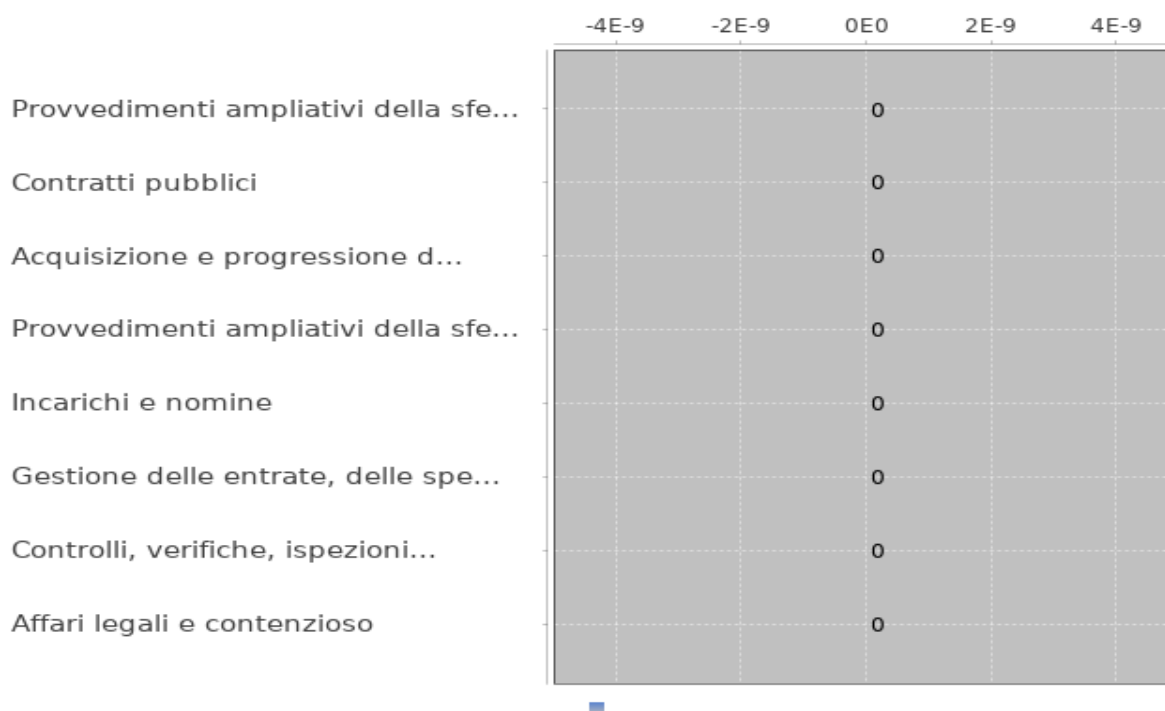 -4E-9 -2E-9 0E0 2E-9 4E-9
Provvedimenti ampliativi della sfe... 0
Contratti pubblici 0
Acquisizione e progressione d... 0
Provvedimenti ampliativi della sfe... 0
Incarichi e nomine 0
Gestione delle entrate, delle spe... 0
Controlli, verifiche, ispezioni... 0
Affari legali e contenzioso 0